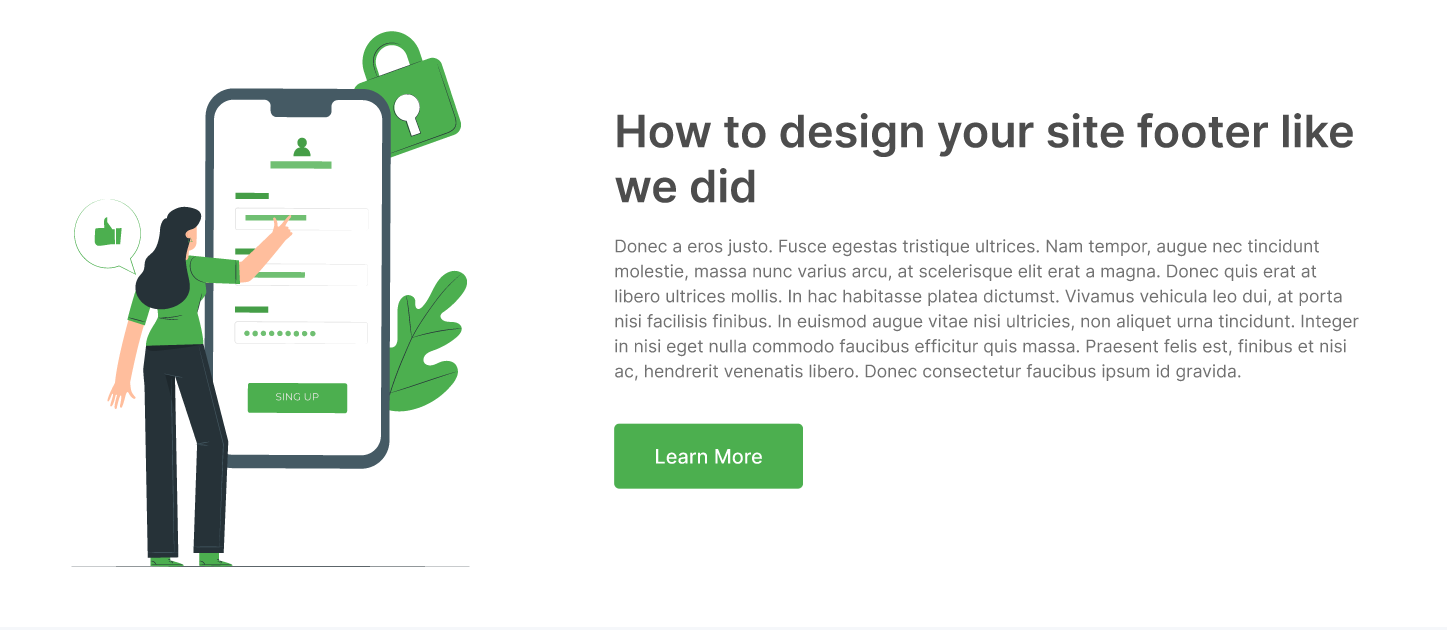 SING UP
How to design your site footer like
we did
Donec a eros justo. Fusce egestas tristique ultrices. Nam tempor, augue nec tincidunt
molestie, massa nunc varius arcu, at scelerisque elit erat a magna. Donec quis erat at
libero ultrices mollis. In hac habitasse platea dictumst. Vivamus vehicula leo dui, at porta
nisi facilisis finibus. In euismod augue vitae nisi ultricies, non aliquet urna tincidunt. Integer
in nisi eget nulla commodo faucibus efficitur quis massa. Praesent felis est, finibus et nisi
ac, hendrerit venenatis libero. Donec consectetur faucibus ipsum id gravida.
Learn More